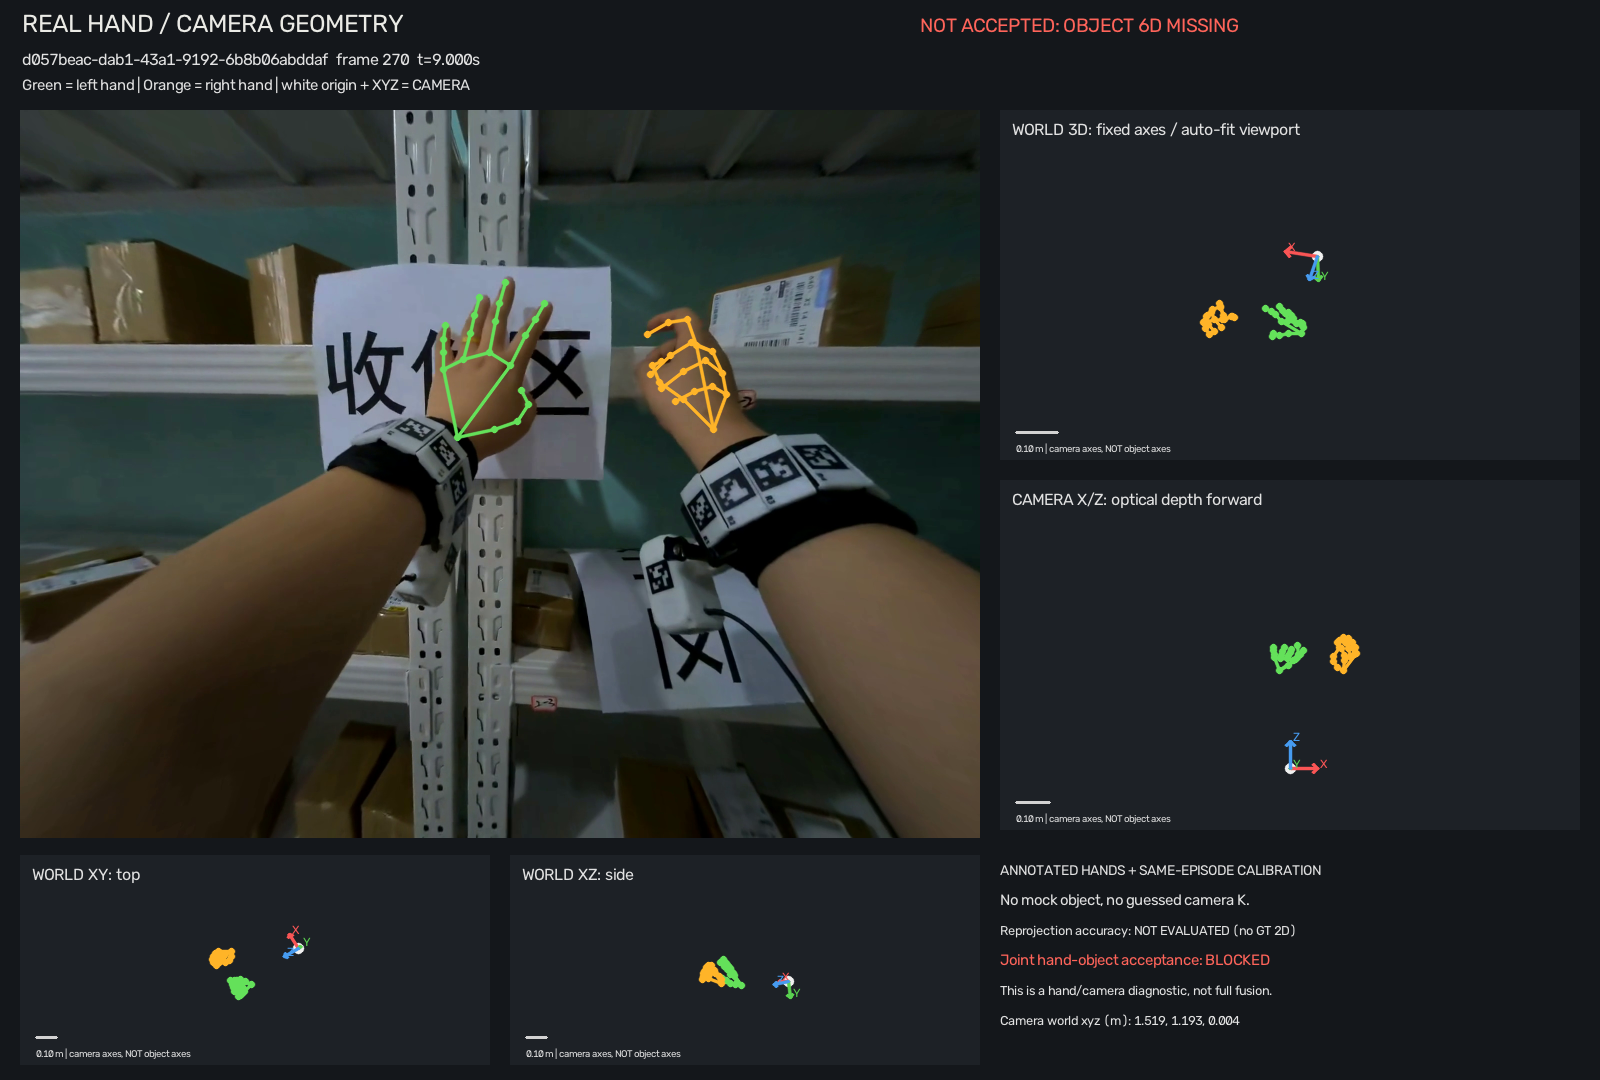 REAL HAND / CAMERA GEOMETRY
NOT ACCEPTED: OBJECT 6D MISSING
d057beac-dab1-43a1-9192-6b8b06abddaf frame 270 t=9.000s
Green = left hand | Orange = right hand | white origin + XYZ = CAMERA
收 区
区
3-2
WORLD 3D: fixed axes / auto-fit viewport
X
Y
0.10 m | camera axes, NOT object axes
CAMERA X/Z: optical depth forward
Z
Y
X
0.10 m | camera axes, NOT object axes
WORLD XY: top
X
Y
Z
0.10 m | camera axes, NOT object axes
WORLD XZ: side
X
Z
Y
0.10 m | camera axes, NOT object axes
ANNOTATED HANDS + SAME-EPISODE CALIBRATION
No mock object, no guessed camera K.
Reprojection accuracy: NOT EVALUATED (no GT 2D)
Joint hand-object acceptance: BLOCKED
This is a hand/camera diagnostic, not full fusion.
Camera world xyz (m): 1.519, 1.193, 0.004